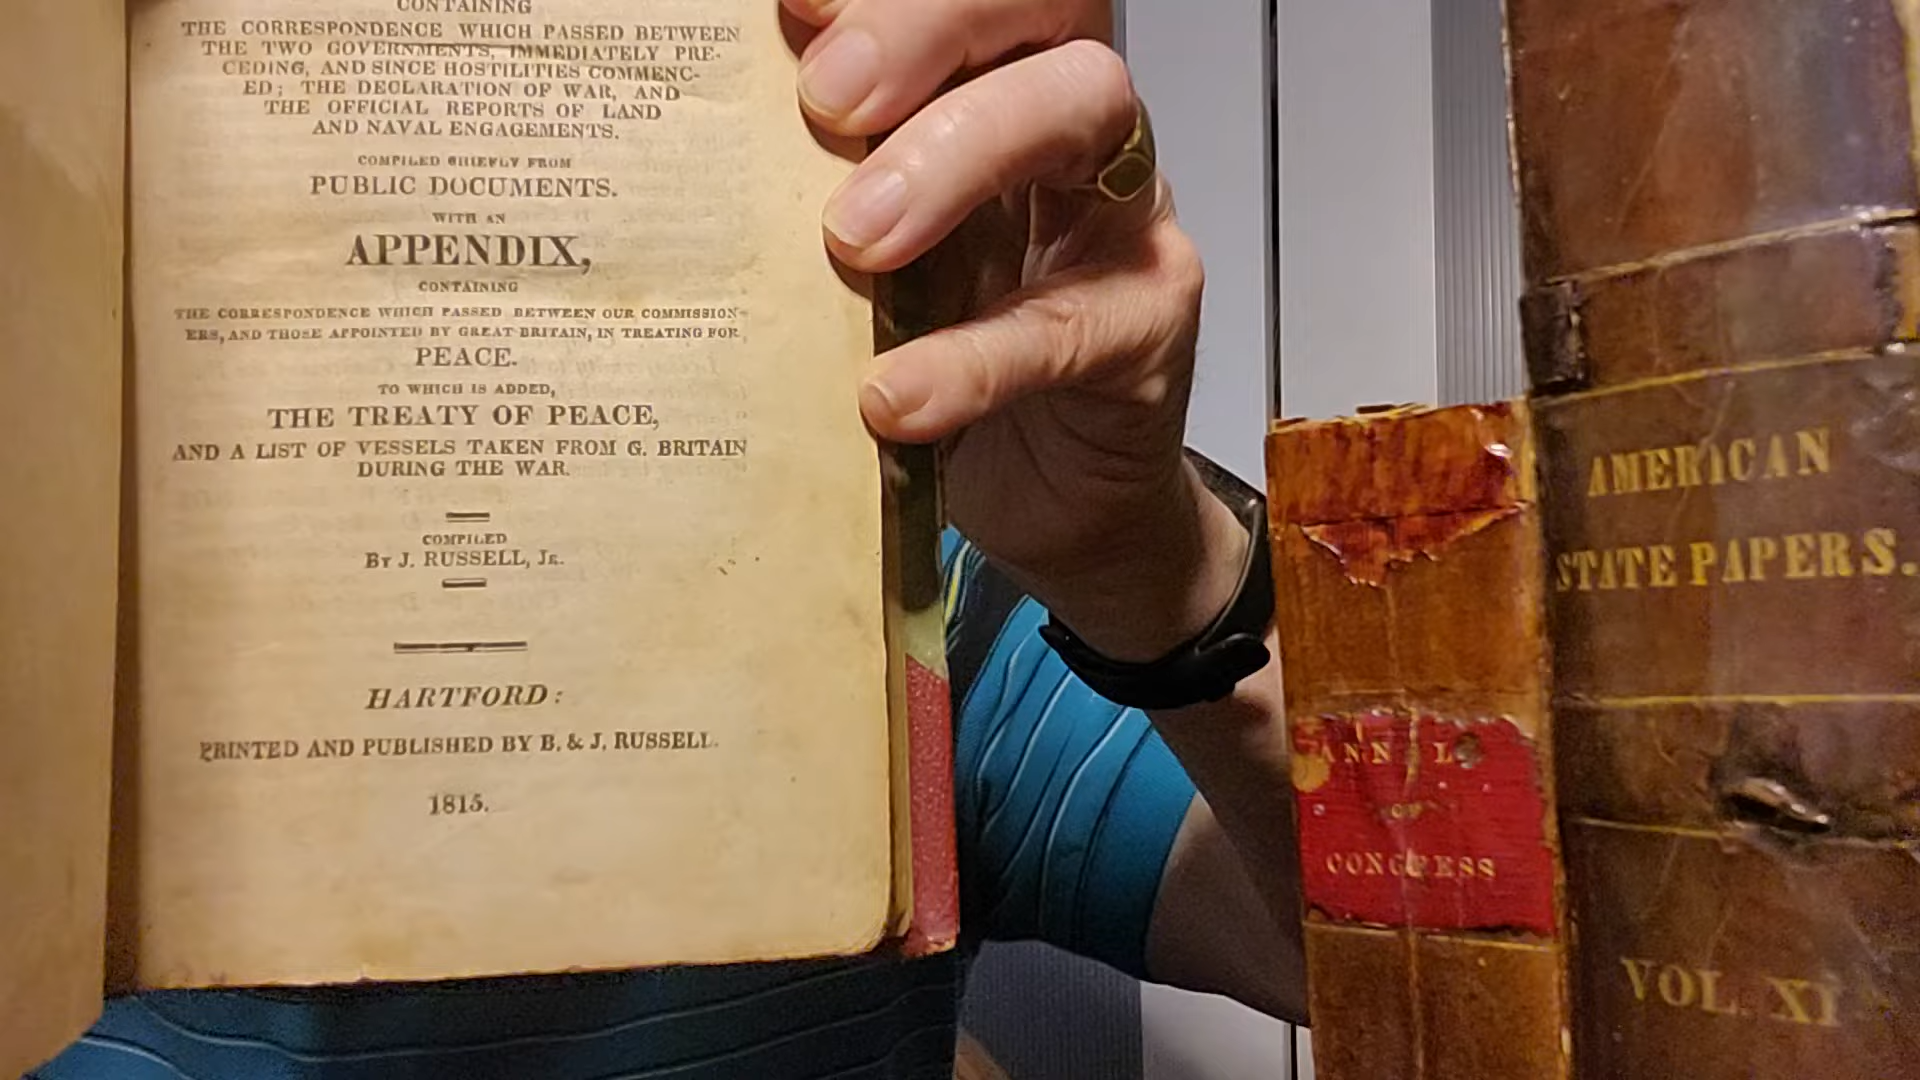 CONTAINING
THE CORRESPONDENCE WHICH PASSED BETWEEN
THE TWO GOVERNMENTS, IMMEDIATELY PRE-
CEDING, AND SINCE HOSTILITIES COMMENC-
ED; THE DECLARATION OF WAR, AND
THE OFFICIAL REPORTS OF LAND
AND NAVAL ENGAGEMENTS.
COMPILED CHIEFLY FROM
PUBLIC DOCUMENTS.
WITH AN
APPENDIX,
CONTAINING
THE CORRESPONDENCE WHICH PASSED BETWEEN OUR COMMISSION-
ERS, AND THOSE APPOINTED BY GREAT BRITAIN, IN TREATING FOR
PEACE.
TO WHICH IS ADDED,
THE TREATY OF PEACE,
AND A LIST OF VESSELS TAKEN FROM G. BRITAIN
DURING THE WAR.
COMPILED
BY J. RUSSELL, JR.
HARTFORD:
PRINTED AND PUBLISHED BY B. & J. RUSSELL.
1815.
ANNALS
OF
CONGRESS
AMERICAN
STATE PAPERS.
VOL. XI